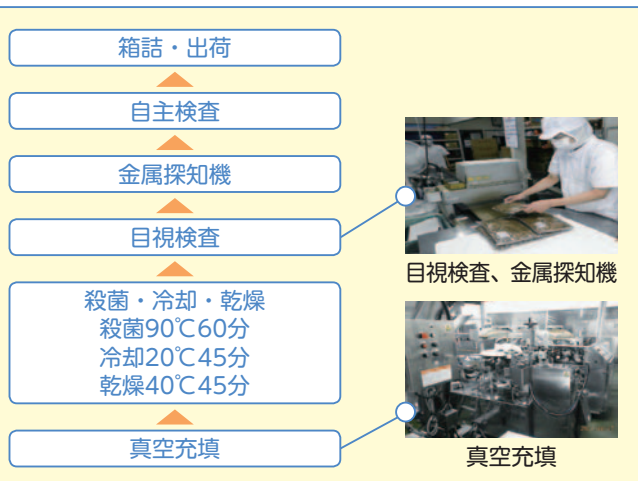 箱詰・出荷
自主検査
金属探知機
目視検査
殺菌・冷却・乾燥
殺菌90℃60分
冷却20℃45分
乾燥40℃45分
真空充填
目視検査、金属探知機
真空充填